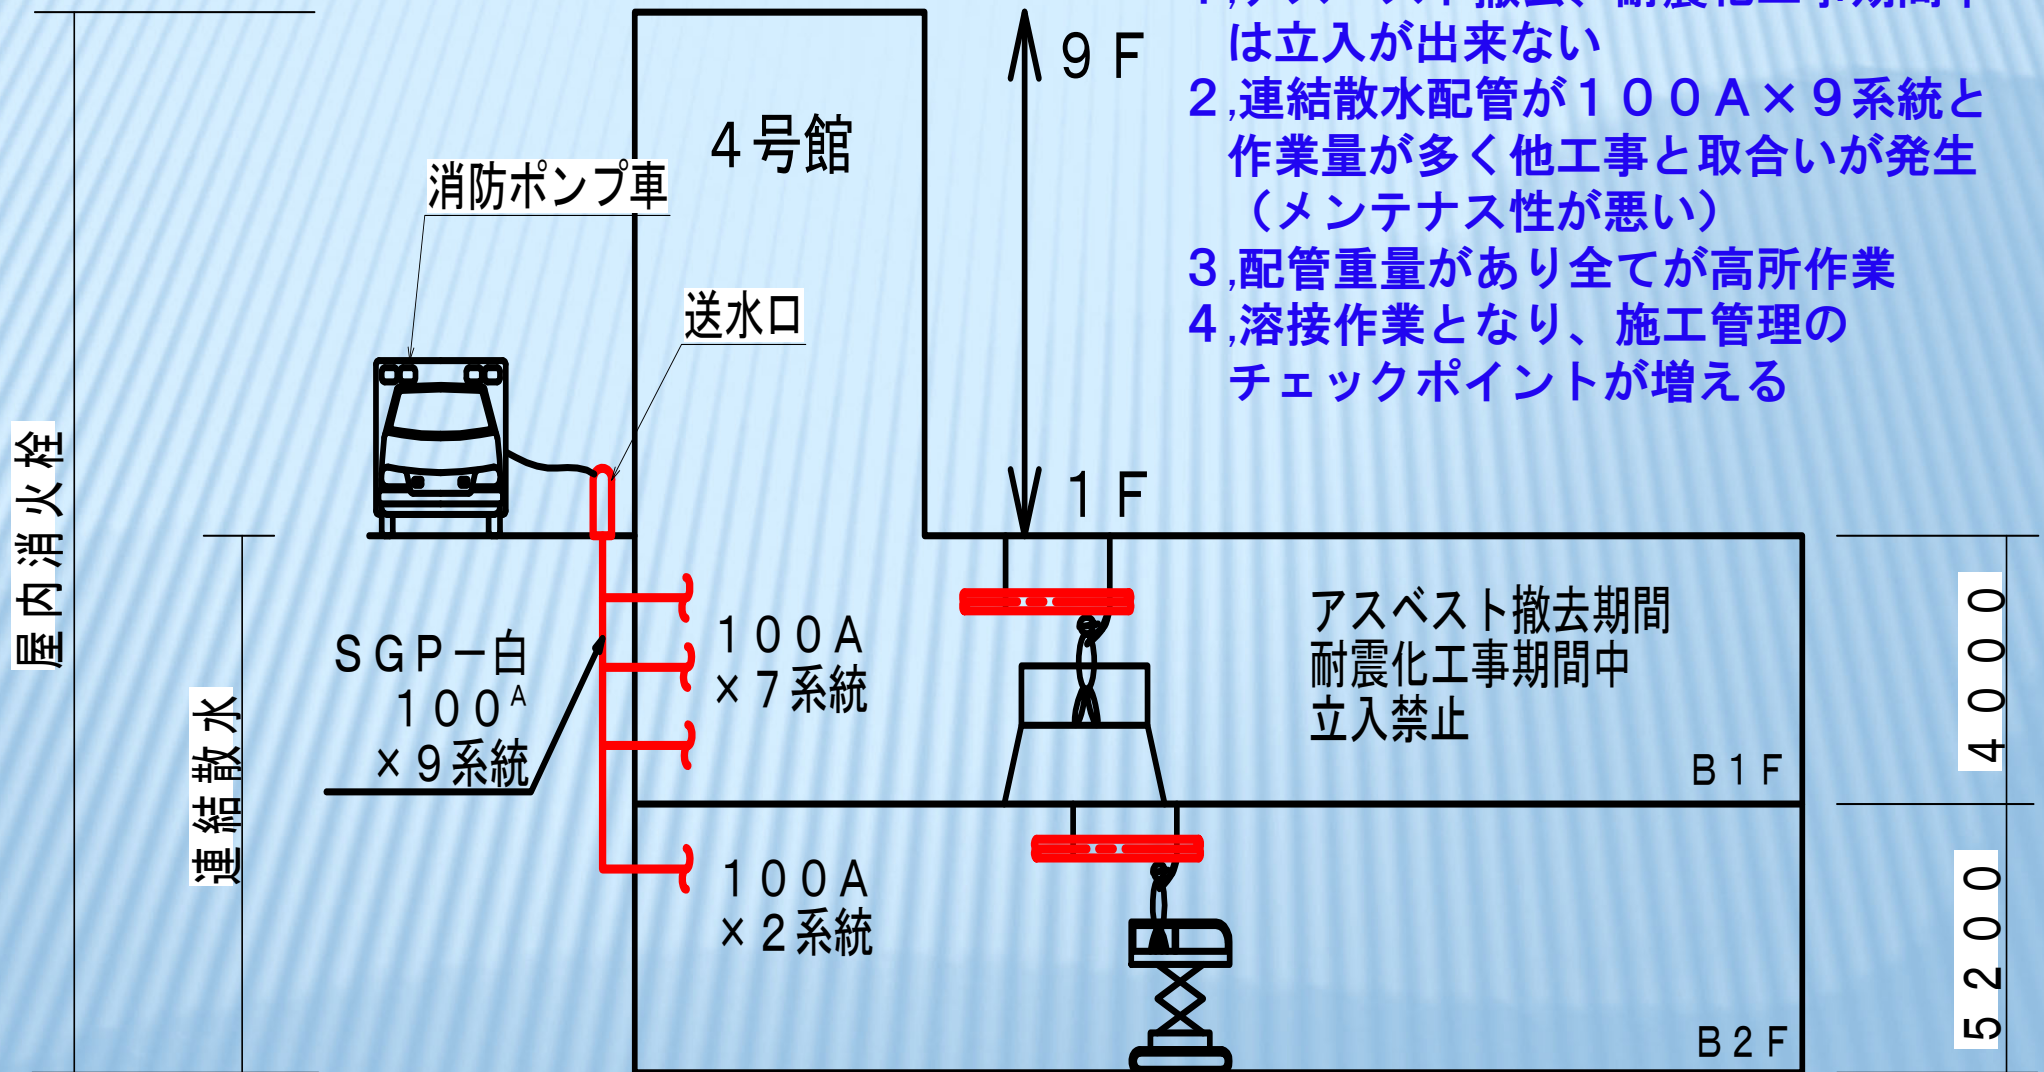 は立入が出来ない
2,連結散水配管が100A×9系統と
作業量が多く他工事と取合いが発生
(メンテナス性が悪い)
3,配管重量があり全てが高所作業
4,溶接作業となり、施工管理の
チェックポイントが増える
9F
4号館
消防ポンプ車
送水口
1F
屋内消火栓
連結散水
SGP-白
100A
×9系統
100A
×7系統
100A
×2系統
アスベスト撤去期間
耐震化工事期間中
立入禁止
B1F
B2F
4000
5200